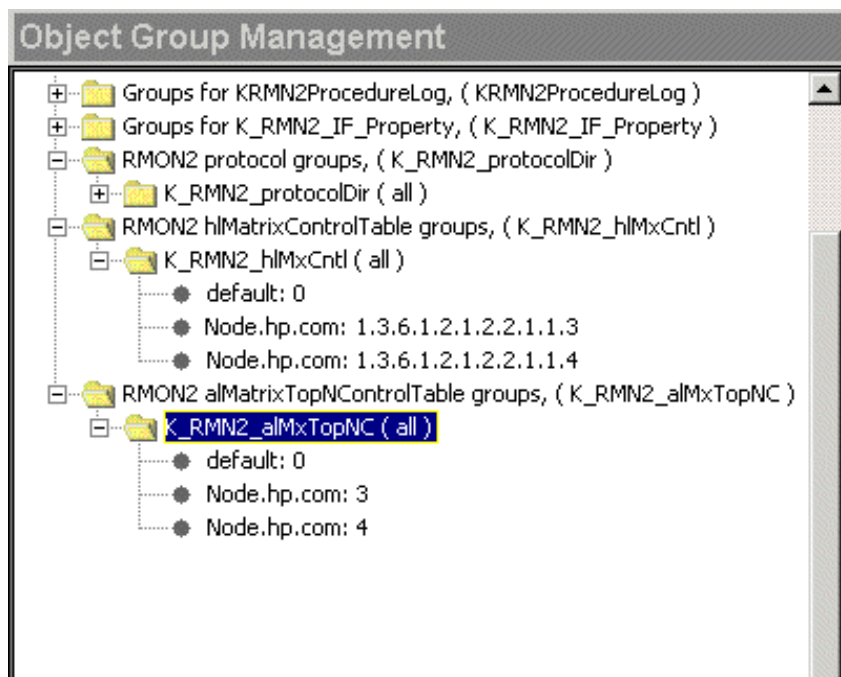 Object Group Management
Groups for KRMN2ProcedureLog, ( KRMN2ProcedureLog )
Groups for K_RMN2_IF_Property, ( K_RMN2_IF_Property )
RMON2 protocol groups, ( K_RMN2_protocolDir )
K_RMN2_protocolDir ( all )
RMON2 hlMatrixControlTable groups, ( K_RMN2_hlMxCntl )
K_RMN2_hlMxCntl ( all )
default: 0
Node.hp.com: 1.3.6.1.2.1.2.2.1.1.3
Node.hp.com: 1.3.6.1.2.1.2.2.1.1.4
RMON2 alMatrixTopNControlTable groups, ( K_RMN2_alMxTopNC )
K_RMN2_alMxTopNC ( all )
default: 0
Node.hp.com: 3
Node.hp.com: 4